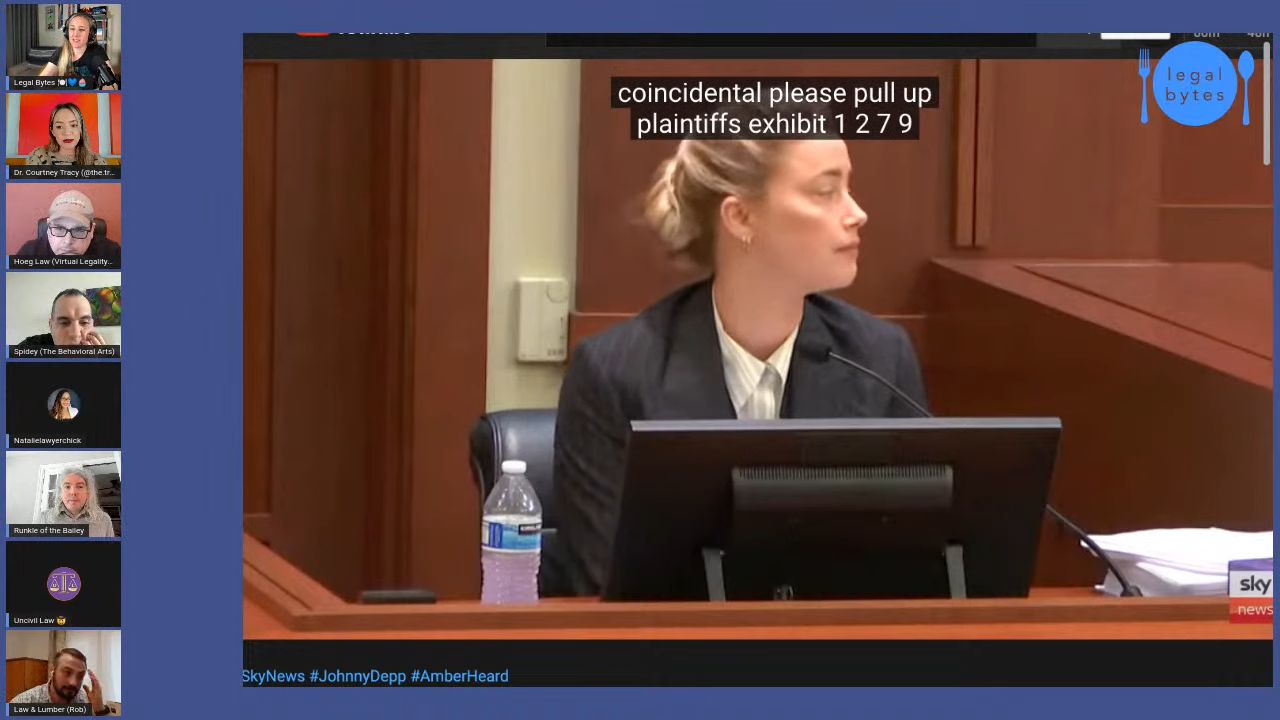 Legal Bytes
Dr. Courtney Tracy (@the.tr...
Hoeg Law (Virtual Legality...
Spidey (The Behavioral Arts)
Natalielawyerchick
Runkle of the Bailey
Uncivil Law
Law & Lumber (Rob)
coincidental please pull up
plaintiffs exhibit 1 2 7 9
legal
bytes
sky
news
SkyNews #JohnnyDepp #AmberHeard